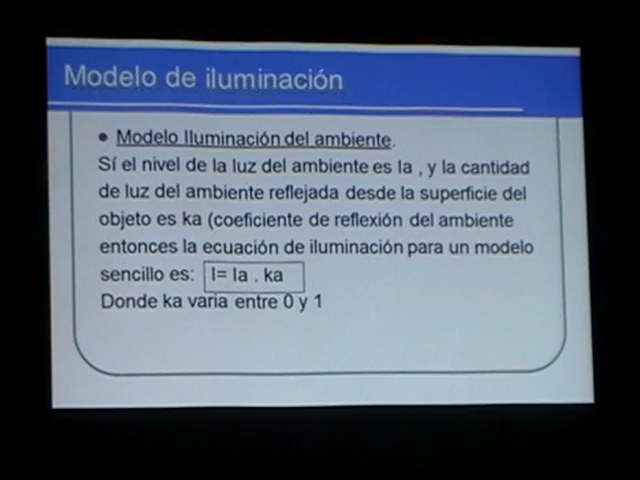 Modelo de iluminación
• Modelo Iluminación del ambiente.
Sí el nivel de la luz del ambiente es Ia , y la cantidad
de luz del ambiente reflejada desde la superficie del
objeto es ka (coeficiente de reflexión del ambiente
entonces la ecuación de iluminación para un modelo
sencillo es: I= Ia . ka
Donde ka varia entre 0 y 1